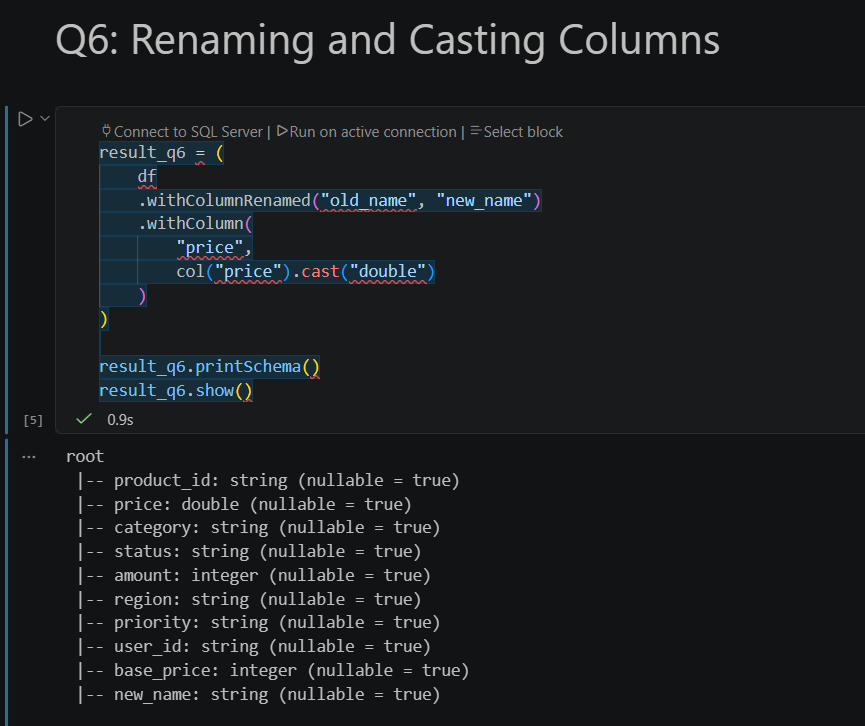 Q6: Renaming and Casting Columns
Connect to SQL Server | Run on active connection | Select block
result_q6 = (
    df
    .withColumnRenamed("old_name", "new_name")
    .withColumn(
        "price",
        col("price").cast("double")
    )
)
result_q6.printSchema()
result_q6.show()
[5] 0.9s
... root
 |-- product_id: string (nullable = true)
 |-- price: double (nullable = true)
 |-- category: string (nullable = true)
 |-- status: string (nullable = true)
 |-- amount: integer (nullable = true)
 |-- region: string (nullable = true)
 |-- priority: string (nullable = true)
 |-- user_id: string (nullable = true)
 |-- base_price: integer (nullable = true)
 |-- new_name: string (nullable = true)